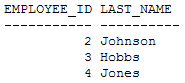 EMPLOYEE_ID LAST_NAME
----------- ----------
2 Johnson
3 Hobbs
4 Jones